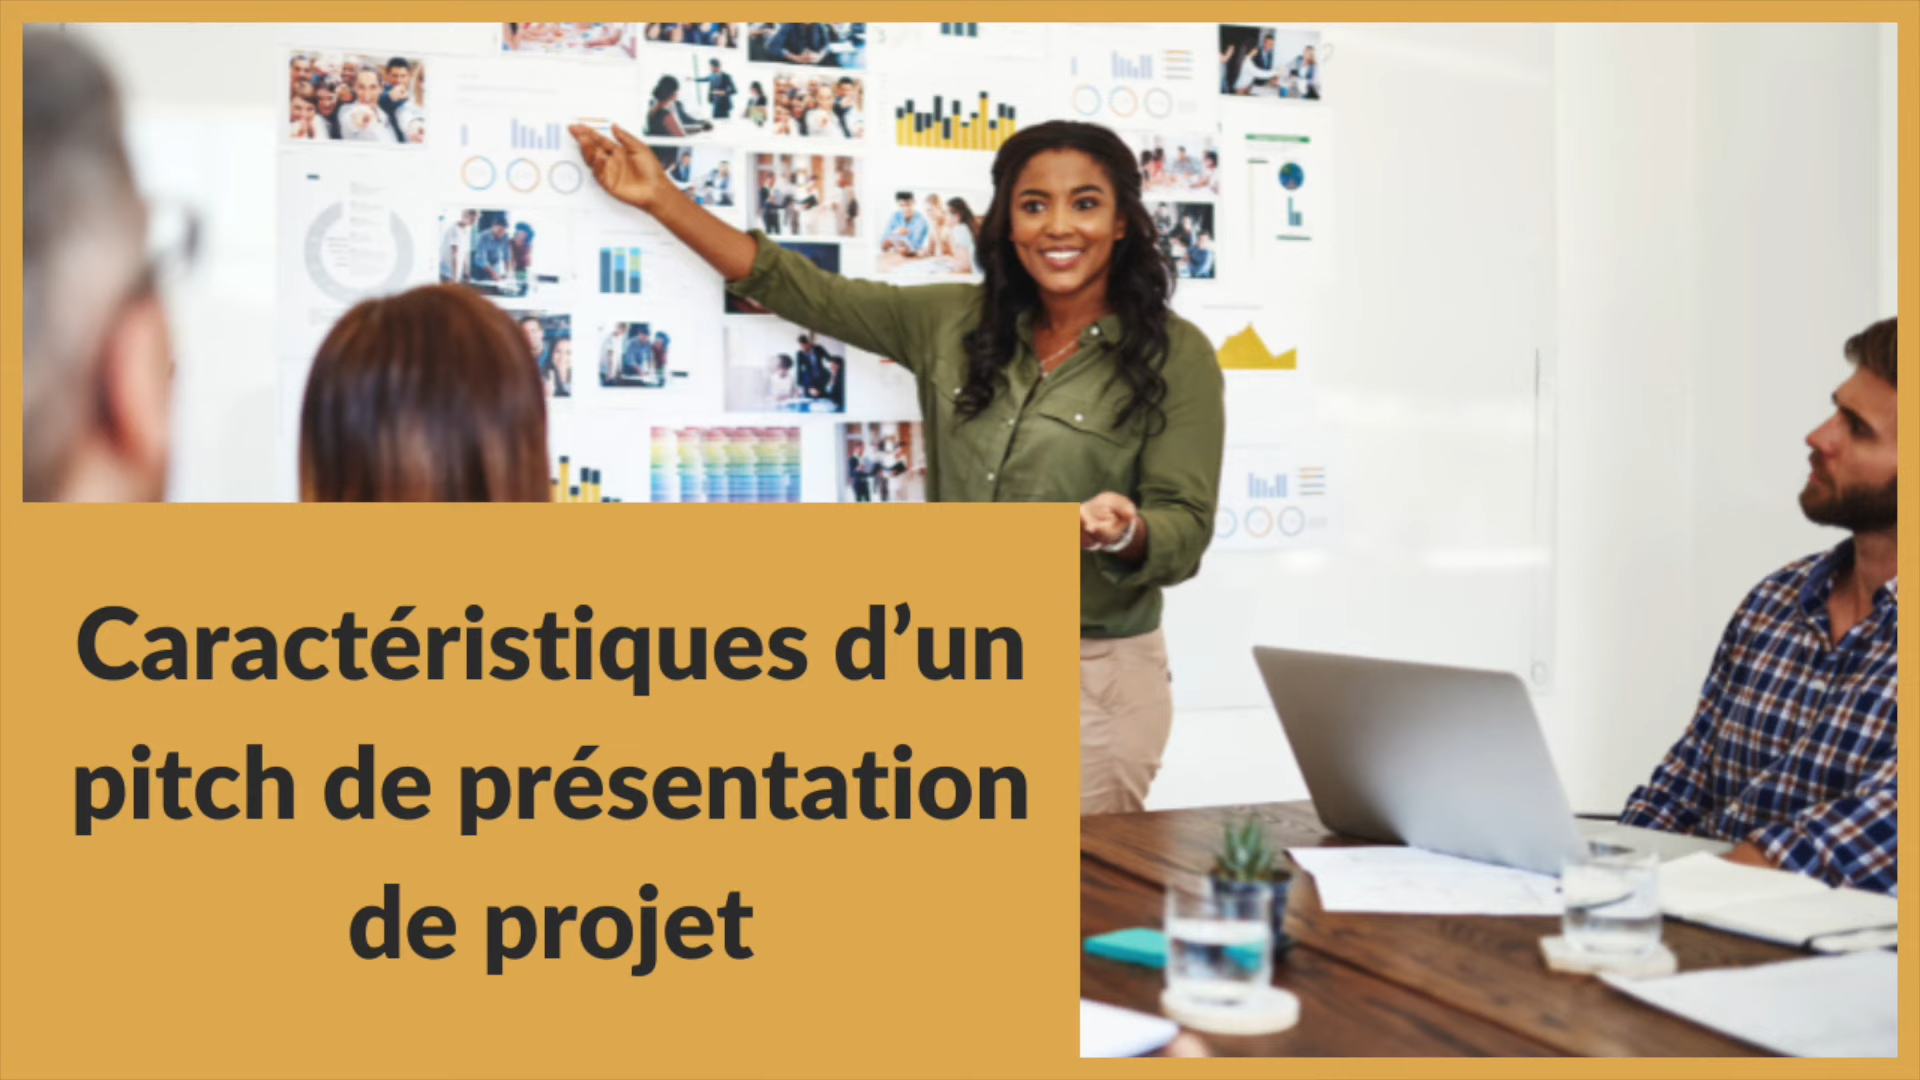 Caractéristiques d’un
pitch de présentation
de projet